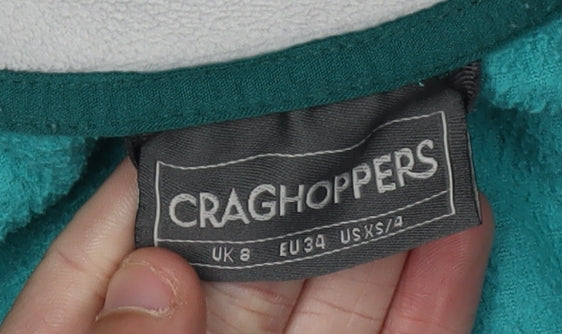 CRAGHOPPERS
UK 8 EU 34 US XS/4